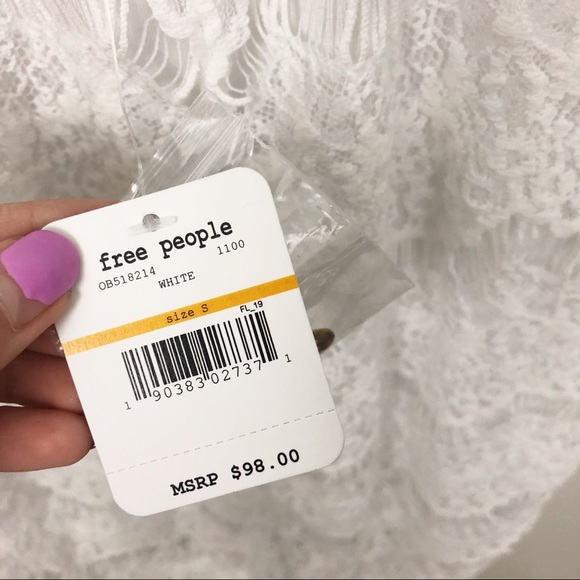 free people
OB518214 WHITE 1100
size S FL_19
1 90383 02737 1
MSRP $98.00